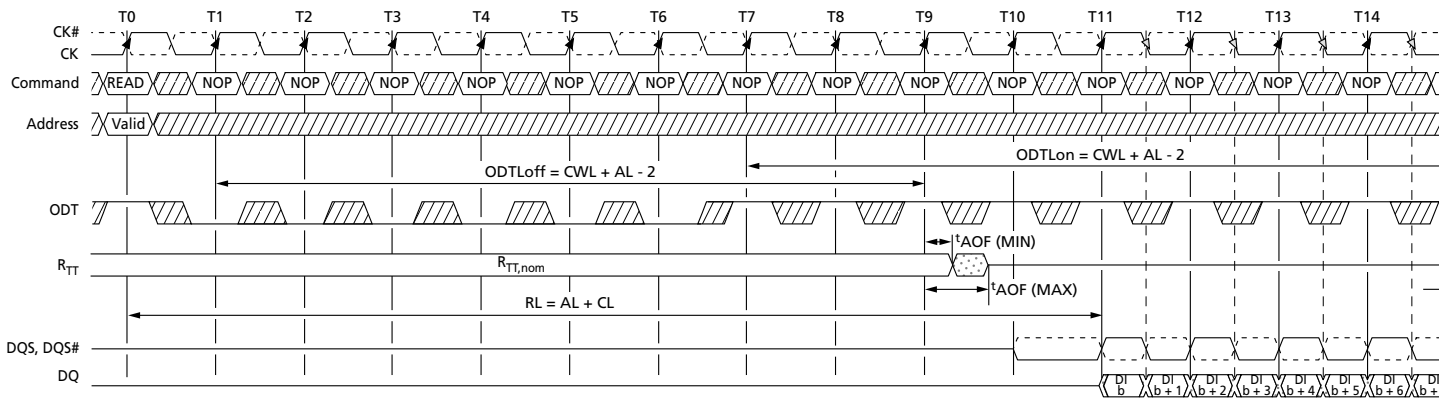 T0 T1 T2 T3 T4 T5 T6 T7 T8 T9 T10 T11 T12 T13 T14
CK#
CK
Command READ NOP NOP NOP NOP NOP NOP NOP NOP NOP NOP NOP NOP NOP NOP
Address Valid
ODTLon = CWL + AL - 2
ODTLoff = CWL + AL - 2
ODT
tAOF (MIN)
RTT RTT,nom
tAOF (MAX)
RL = AL + CL
DQS, DQS#
DQ
DI b DI b + 1 DI b + 2 DI b + 3 DI b + 4 DI b + 5 DI b + 6